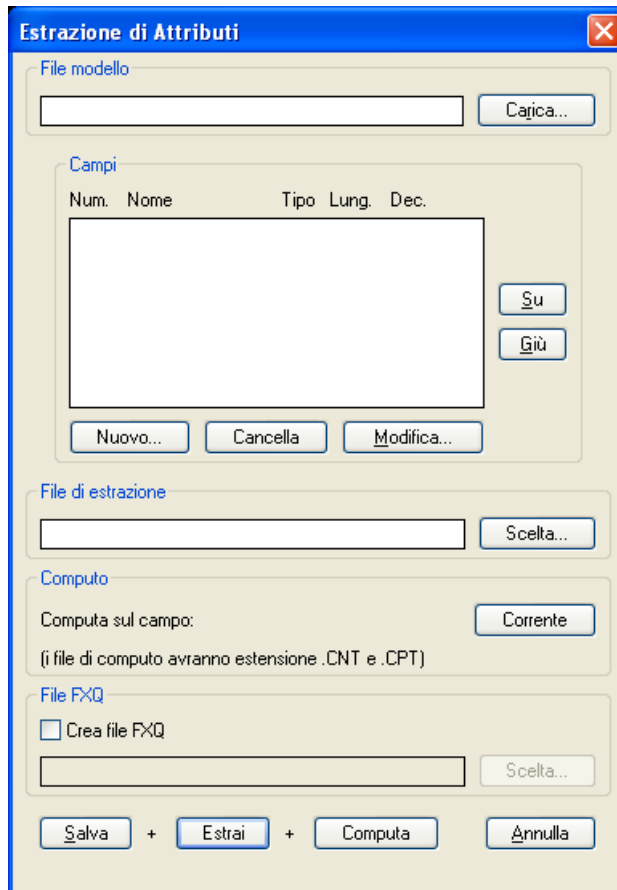 Estrazione di Attributi
File modello
Carica...
Campi
Num. Nome Tipo Lung. Dec.
Su
Giù
Nuovo... Cancella Modifica...
File di estrazione
Scelta...
Computo
Computa sul campo: Corrente
(i file di computo avranno estensione .CNT e .CPT)
File FXQ
Crea file FXQ
Scelta...
Salva + Estrai + Computa Annulla